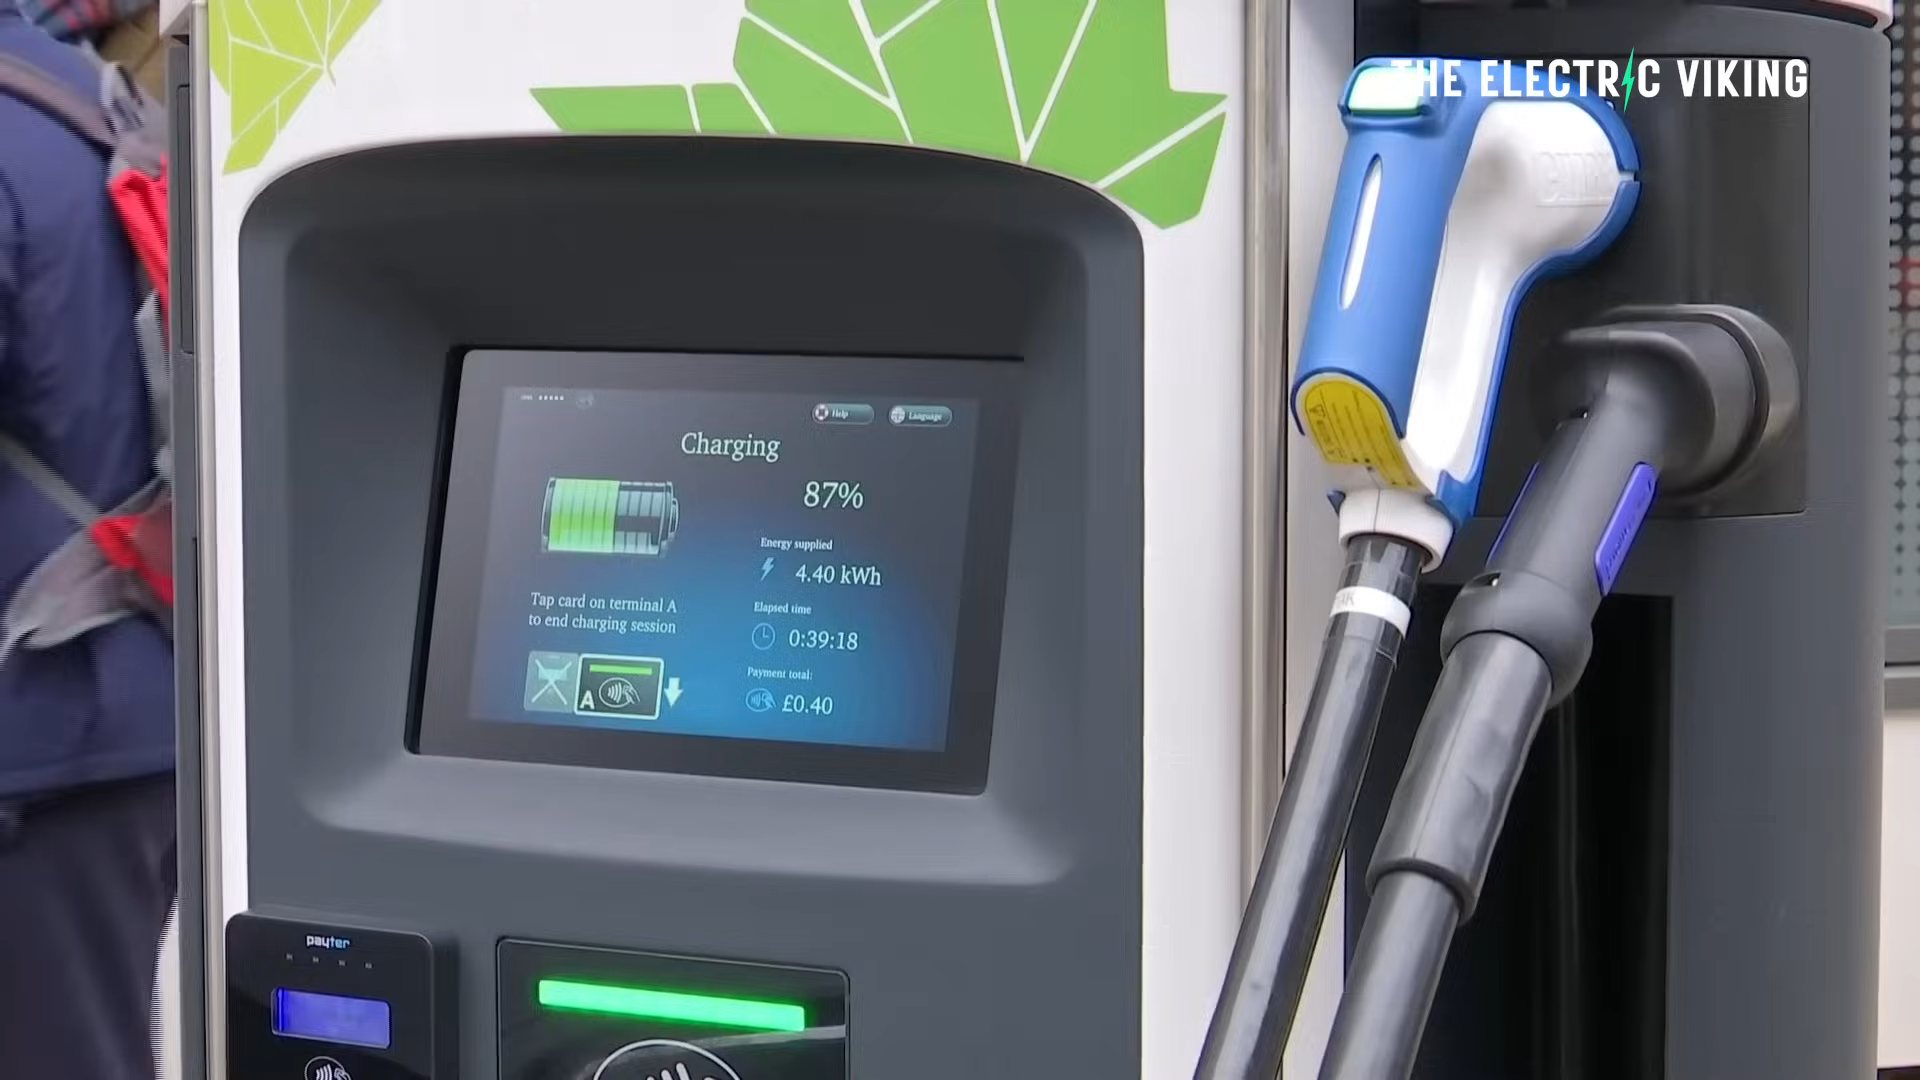 THE ELECTRIC VIKING
Help
Language
Charging
87%
Energy supplied
4.40 kWh
Tap card on terminal A
to end charging session
Elapsed time
0:39:18
Payment total:
£0.40
A
payter